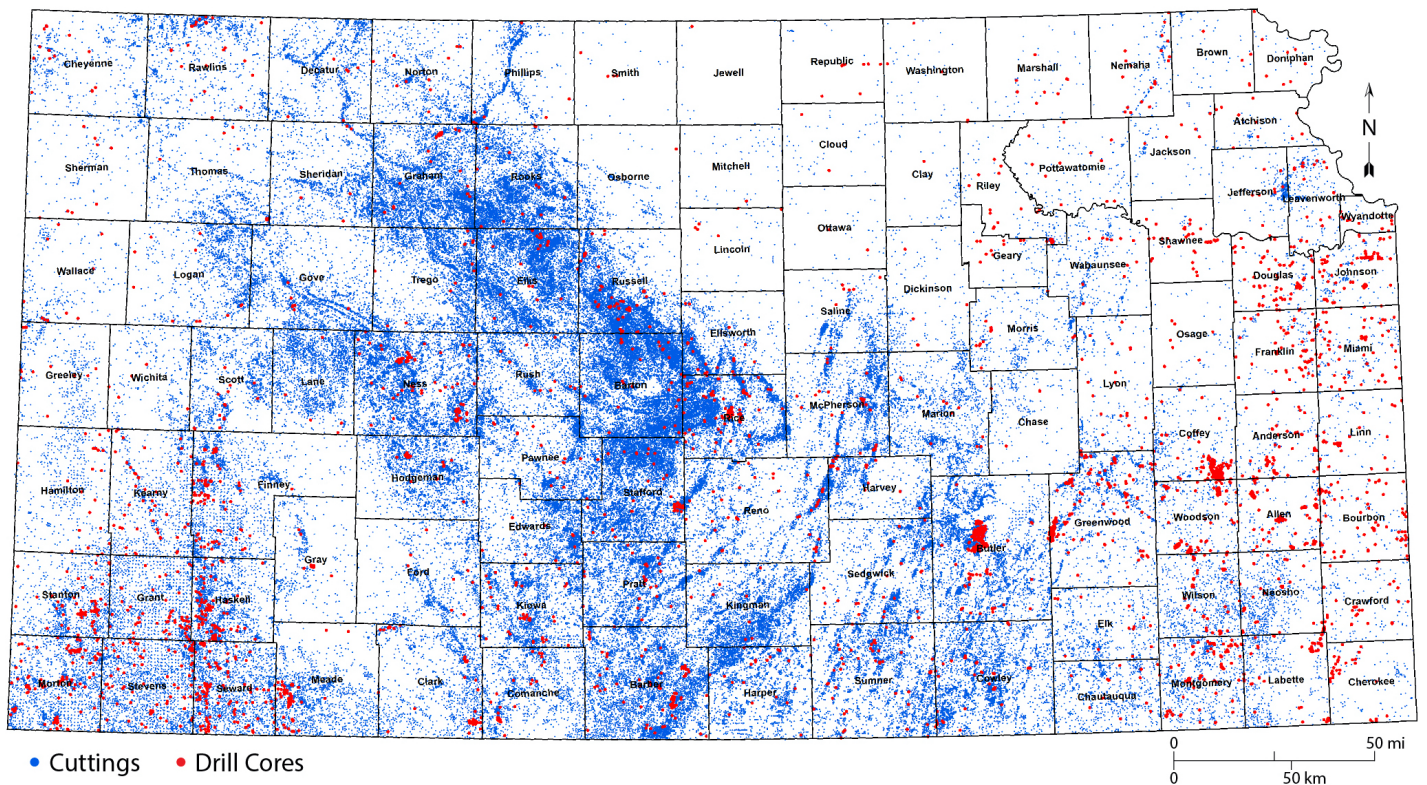 Cheyenne
Rawlins
Decatur
Norton
Phillips
Smith
Jewell
Republic
Washington
Marshall
Nemaha
Brown
Doniphan
Sherman
Thomas
Sheridan
Graham
Rooks
Osborne
Mitchell
Cloud
Clay
Riley
Pottawatomie
Jackson
Atchison
Jefferson
Leavenworth
Wyandotte
N
Wallace
Logan
Gove
Trego
Ellis
Russell
Lincoln
Ottawa
Dickinson
Geary
Wabaunsee
Shawnee
Douglas
Johnson
Greeley
Wichita
Scott
Lane
Ness
Rush
Barton
Ellsworth
Saline
Rice
McPherson
Marion
Morris
Chase
Lyon
Osage
Franklin
Miami
Hamilton
Kearny
Finney
Hodgeman
Pawnee
Edwards
Stafford
Reno
Harvey
Butler
Greenwood
Coffey
Anderson
Linn
Woodson
Allen
Bourbon
Stanton
Grant
Haskell
Gray
Ford
Kiowa
Pratt
Kingman
Sedgwick
Elk
Wilson
Neosho
Crawford
Morton
Stevens
Seward
Meade
Clark
Comanche
Barber
Harper
Sumner
Cowley
Chautauqua
Montgomery
Labette
Cherokee
Cuttings
Drill Cores
0
50 mi
0
50 km